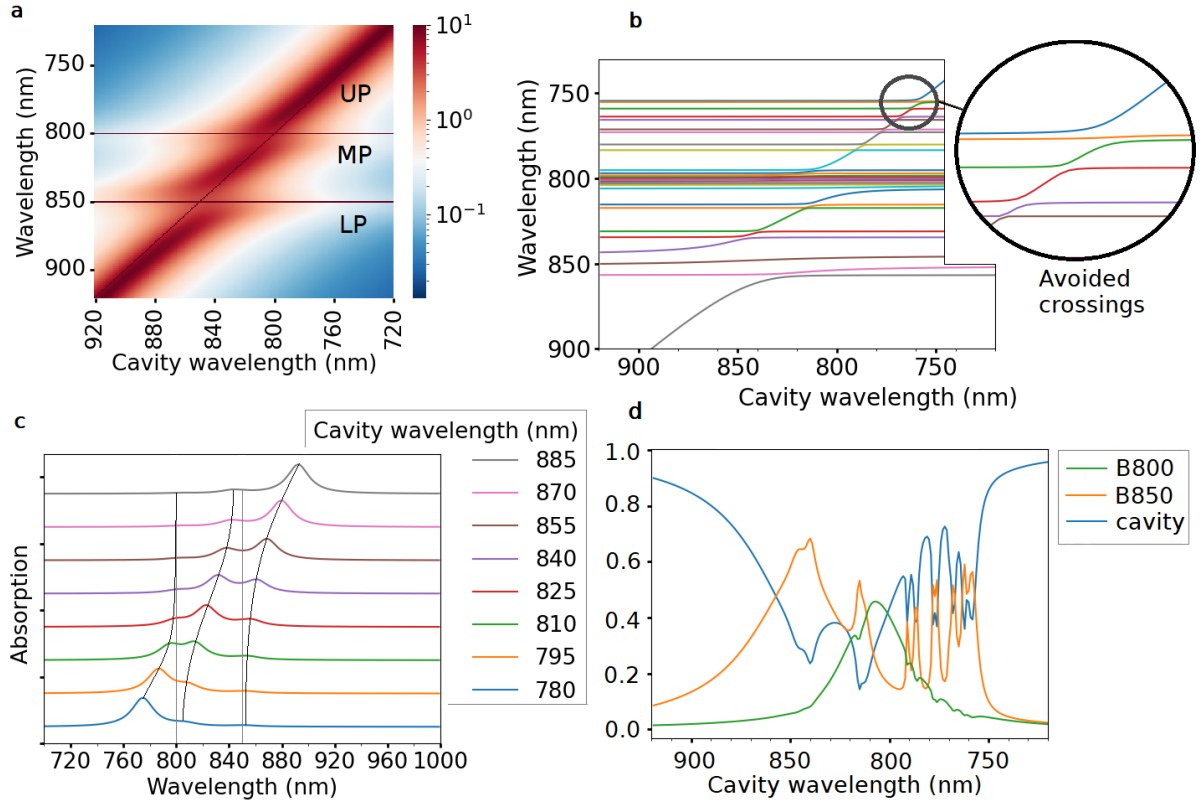 a
Wavelength (nm)
750
800
850
900
UP
MP
LP
10^1
10^0
10^−1
920
880
840
800
720
Cavity wavelength (nm)
b
Wavelength (nm)
750
800
850
900
900
850
800
750
Cavity wavelength (nm)
Avoided
crossings
c
Cavity wavelength (nm)
885
870
855
840
825
810
795
780
Absorption
720 760 800 840 880 920 960 1000
Wavelength (nm)
d
1.0
0.8
0.6
0.4
0.2
0.0
900
850
800
750
Cavity wavelength (nm)
B800
B850
cavity